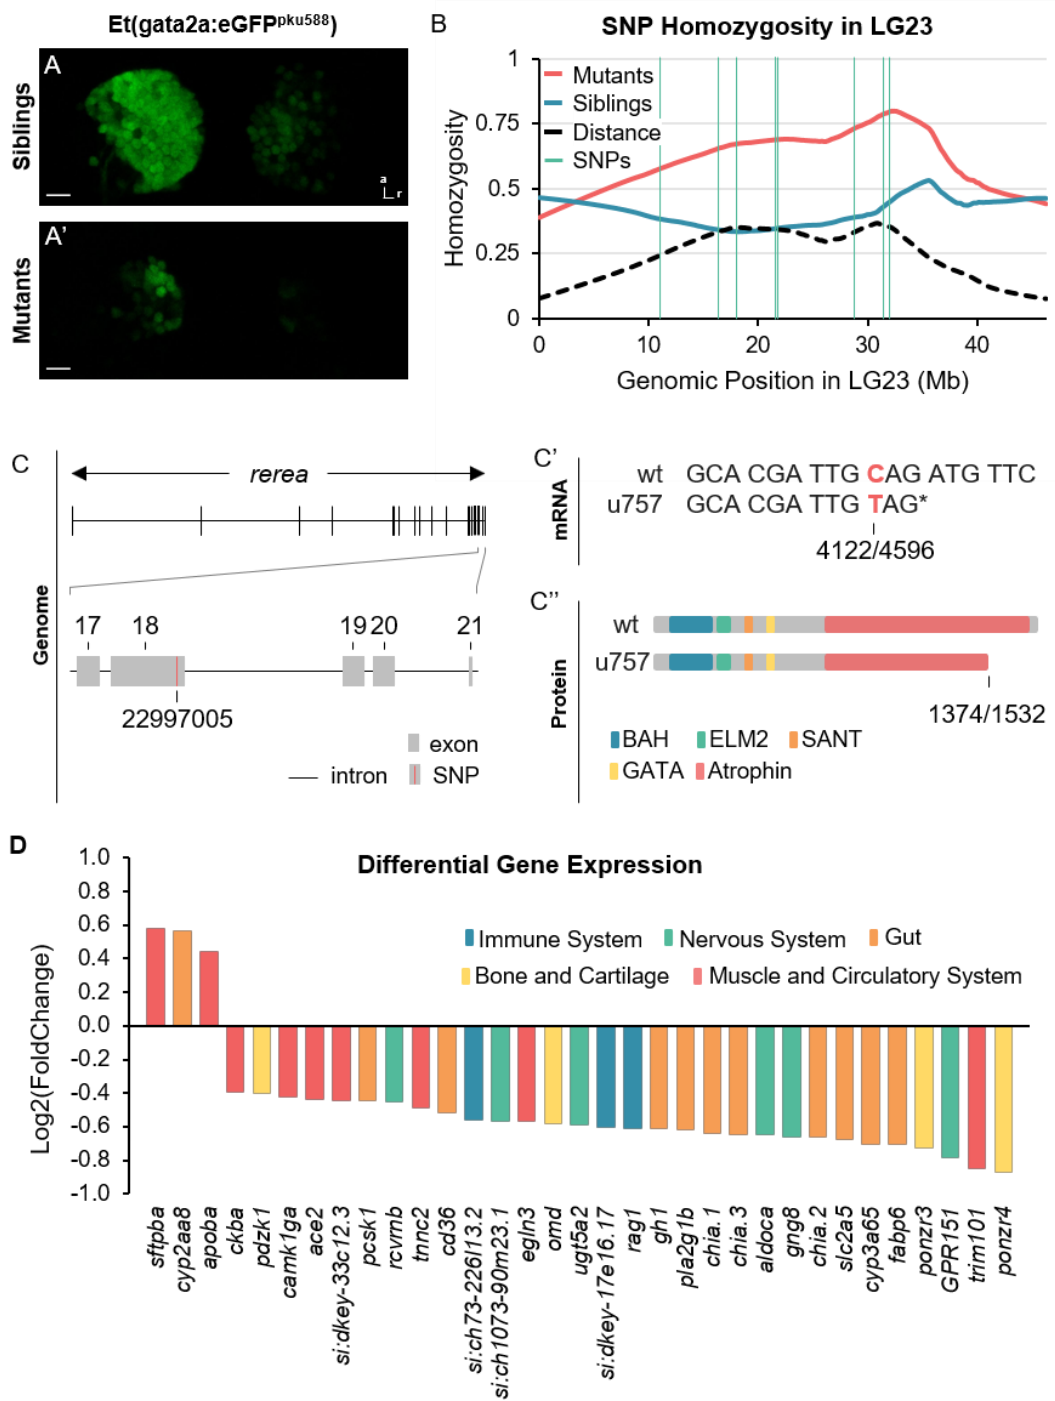 Et(gata2a:eGFPpku588)
A
Siblings
a
r
A'
Mutants
B
SNP Homozygosity in LG23
Homozygosity
1
0.75
0.5
0.25
0
Mutants
Siblings
Distance
SNPs
0 10 20 30 40
Genomic Position in LG23 (Mb)
C
rerea
Genome
17 18 19 20 21
22997005
exon
intron SNP
C'
mRNA
wt GCA CGA TTG CAG ATG TTC
u757 GCA CGA TTG TAG*
4122/4596
C''
Protein
wt
u757
1374/1532
BAH ELM2 SANT
GATA Atrophin
D
Differential Gene Expression
Log2(FoldChange)
1.0
0.8
0.6
0.4
0.2
0.0
-0.2
-0.4
-0.6
-0.8
-1.0
Immune System Nervous System Gut
Bone and Cartilage Muscle and Circulatory System
sftpba
cyp2aa8
apoba
ckba
pdzk1
camk1ga
ace2
si:dkey-33c12.3
pcsk1
rcvrnb
tnnc2
cd36
si:ch73-226l13.2
si:ch1073-90m23.1
egln3
omd
ugt5a2
si:dkey-17e16.17
rag1
gh1
pla2g1b
chia.1
chia.3
aldoca
gng8
chia.2
slc2a5
cyp3a65
fabp6
ponzr3
GPR151
trim101
ponzr4